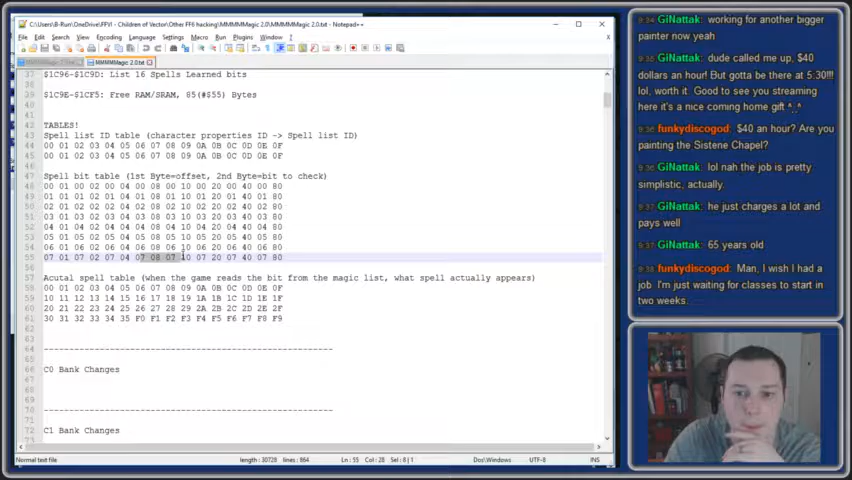 C:\Users\B-Run\OneDrive\FFVI - Children of Vector\Other FF6 hacking\MMMMagic 2.0\MMMMagic 2.0.txt - Notepad++
File Edit Search View Encoding Language Settings Macro Run Plugins Window ?
MMMMagic 2.0.txt
37 $1C96-$1C9D: List 16 Spells Learned bits
38
39 $1C9E-$1CF5: Free RAM/SRAM, 85(#$55) Bytes
40
41
42 TABLES!
43 Spell list ID table (character properties ID -> Spell list ID)
44 00 01 02 03 04 05 06 07 08 09 0A 0B 0C 0D 0E 0F
45 00 01 02 03 04 05 06 07 08 09 0A 0B 0C 0D 0E 0F
46
47 Spell bit table (1st Byte=offset, 2nd Byte=bit to check)
48 00 01 00 02 00 04 00 08 00 10 00 20 00 40 00 80
49 01 01 01 02 01 04 01 08 01 10 01 20 01 40 01 80
50 02 01 02 02 02 04 02 08 02 10 02 20 02 40 02 80
51 03 01 03 02 03 04 03 08 03 10 03 20 03 40 03 80
52 04 01 04 02 04 04 04 08 04 10 04 20 04 40 04 80
53 05 01 05 02 05 04 05 08 05 10 05 20 05 40 05 80
54 06 01 06 02 06 04 06 08 06 10 06 20 06 40 06 80
55 07 01 07 02 07 04 07 08 07 10 07 20 07 40 07 80
56
57 Acutal spell table (when the game reads the bit from the magic list, what spell actually appears)
58 00 01 02 03 04 05 06 07 08 09 0A 0B 0C 0D 0E 0F
59 10 11 12 13 14 15 16 17 18 19 1A 1B 1C 1D 1E 1F
60 20 21 22 23 24 25 26 27 28 29 2A 2B 2C 2D 2E 2F
61 30 31 32 33 34 35 F0 F1 F2 F3 F4 F5 F6 F7 F8 F9
62
63
64 ----------------------------------------------------------
65
66 C0 Bank Changes
67
68
69
70 ----------------------------------------------------------
71
72 C1 Bank Changes
Normal text file length : 30728 lines : 864 Ln : 55 Col : 28 Sel : 8 | 1 Dos\Windows UTF-8 INS
9:34 GiNattak: working for another bigger
painter now yeah
9:35 GiNattak: dude called me up, $40
dollars an hour! But gotta be there at 5:30!!!
lol, worth it. Good to see you streaming
here it's a nice coming home gift ^.^
9:36 funkydiscogod: $40 an hour? Are you
painting the Sistene Chapel?
9:36 GiNattak: lol nah the job is pretty
simplistic, actually.
9:37 GiNattak: he just charges a lot and
pays well
9:37 GiNattak: 65 years old
9:38 funkydiscogod: Man, I wish I had a
job. I'm just waiting for classes to start in
two weeks.